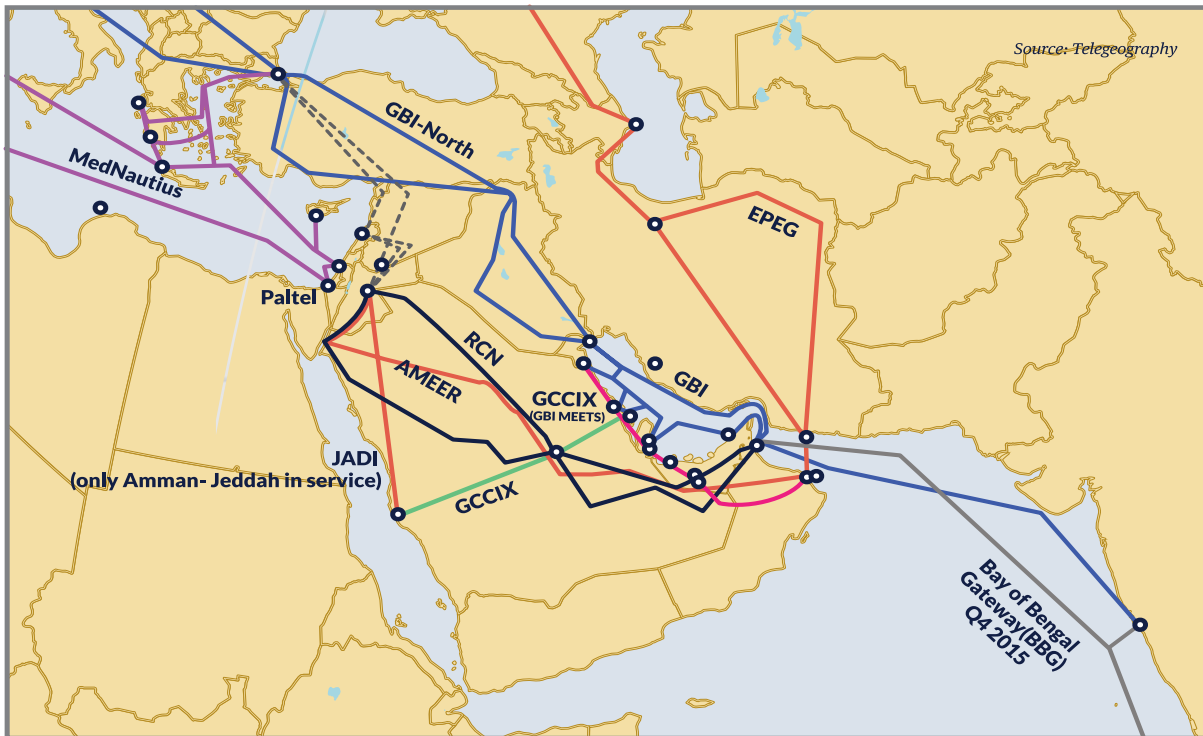 Source: Telegeography
GBI-North
MedNautius
EPEG
Paltel
RCN
AMEER
GBI
GCCIX
(GBI MEETS)
JADI
(only Amman- Jeddah in service)
GCCIX
Bay of Bengal
Gateway(BBG)
Q4 2015